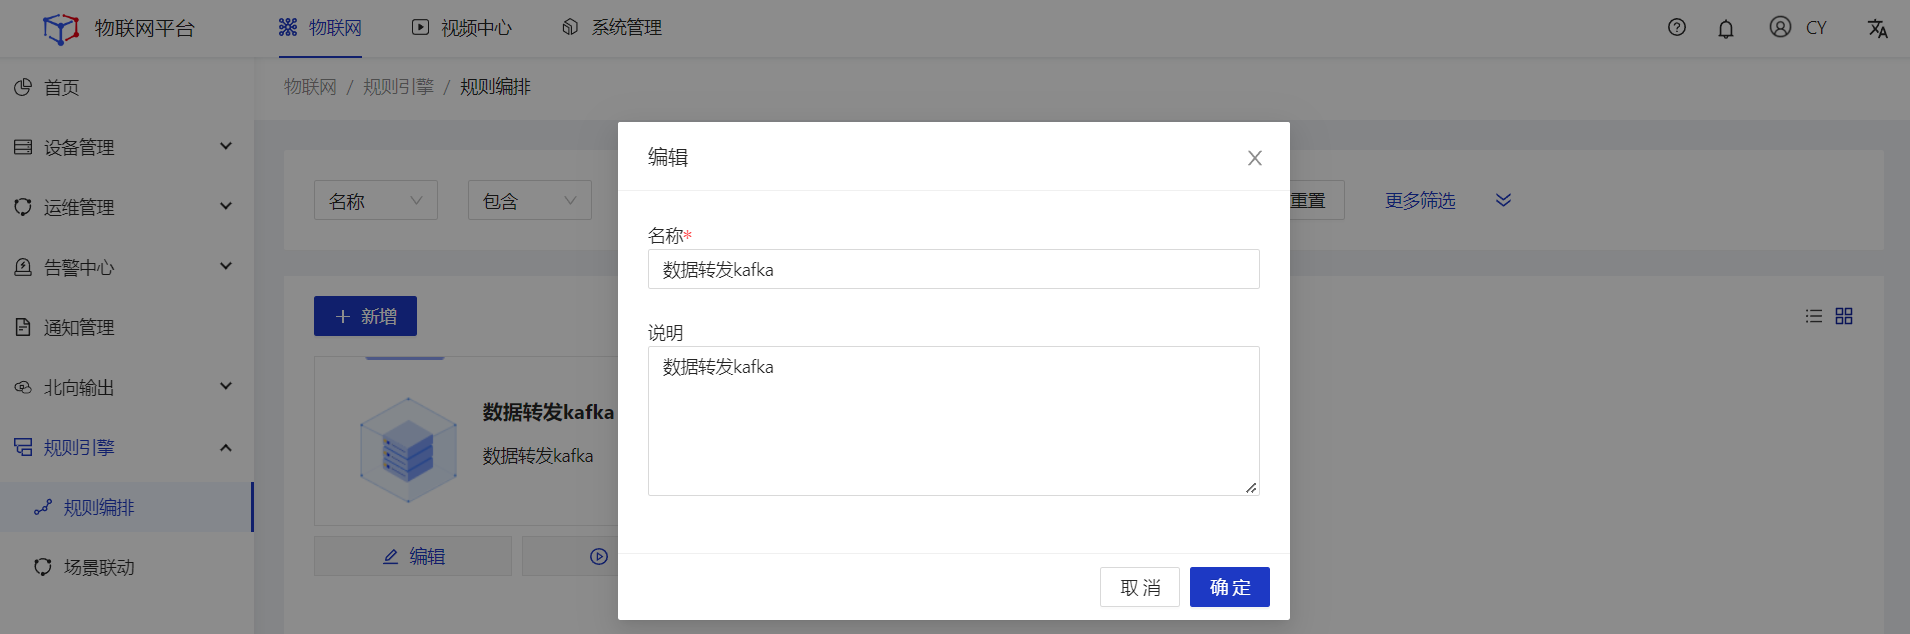 物联网平台
物联网
视频中心
系统管理
CY
首页
设备管理
运维管理
告警中心
通知管理
北向输出
规则引擎
规则编排
场景联动
物联网 / 规则引擎 / 规则编排
名称
包含
重置
更多筛选
新增
数据转发kafka
数据转发kafka
编辑
编辑
名称*
数据转发kafka
说明
数据转发kafka
取 消
确 定